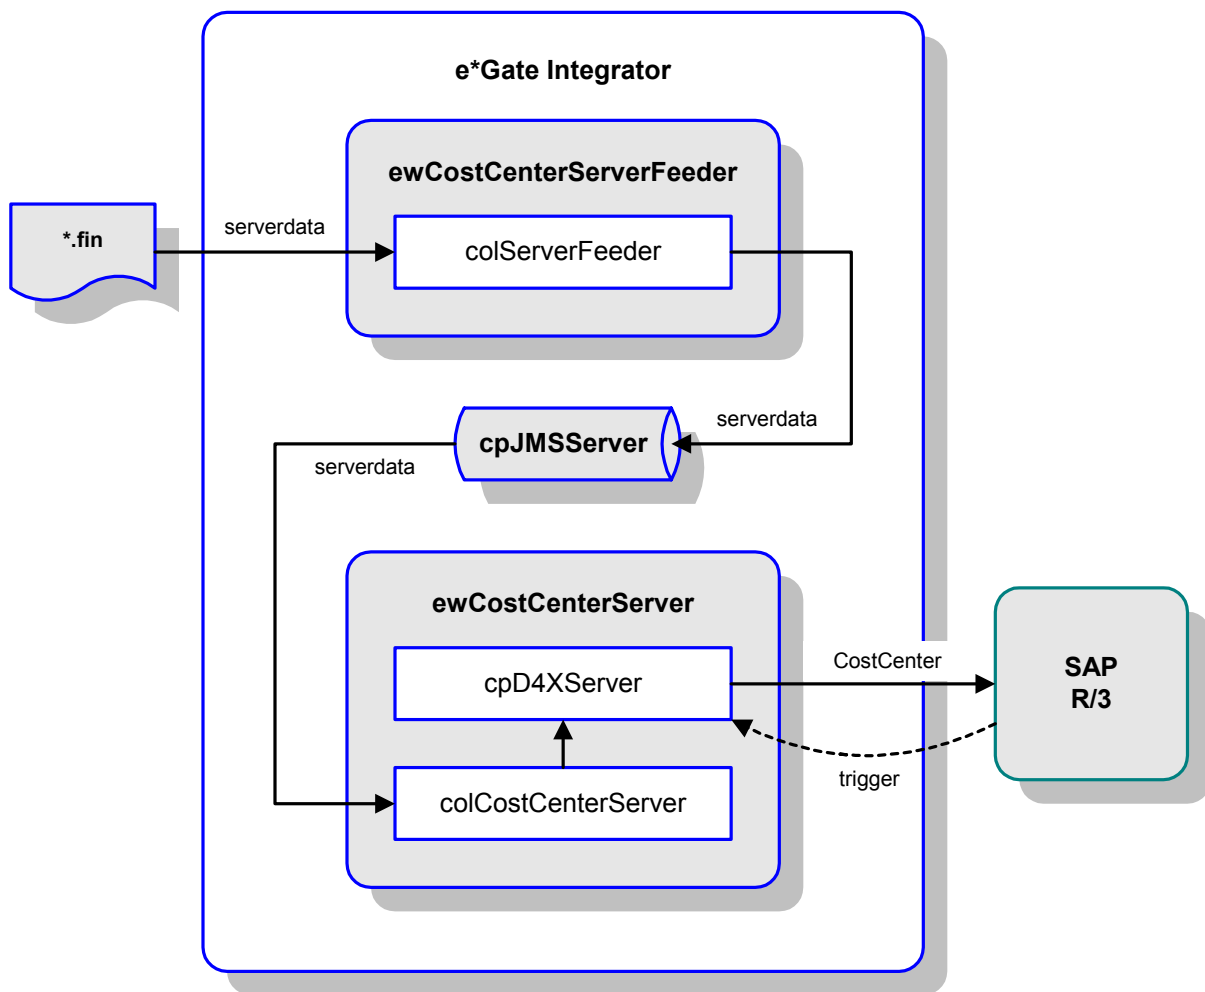 e*Gate Integrator
ewCostCenterServerFeeder
*.fin
serverdata
colServerFeeder
serverdata
cpJMSServer
serverdata
ewCostCenterServer
cpD4XServer
CostCenter
SAP
R/3
trigger
colCostCenterServer